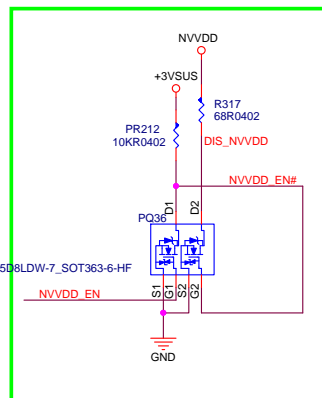 NVVDD
+3VSUS
R317
68R0402
PR212
10KR0402
DIS_NVVDD
NVVDD_EN#
D1
D2
PQ36
5D8LDW-7_SOT363-6-HF
S1
G1
S2
G2
NVVDD_EN
GND